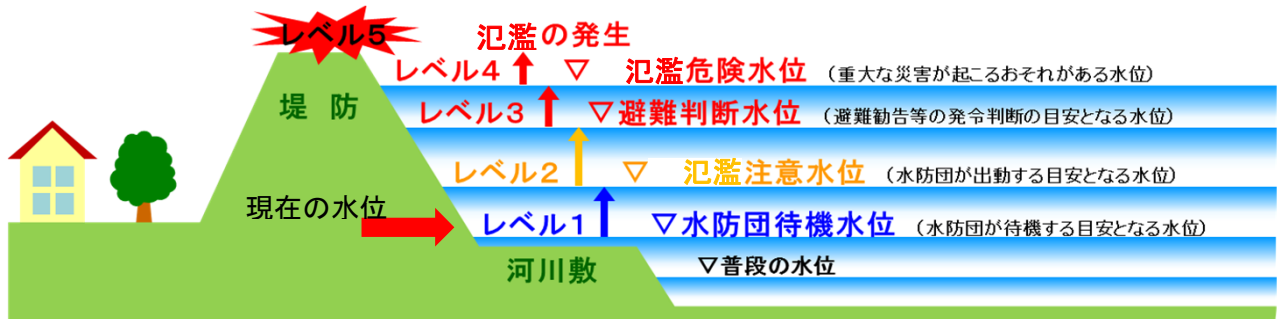 レベル5 氾濫の発生
レベル4 ▽ 氾濫危険水位 (重大な災害が起こるおそれがある水位)
堤 防 レベル3 ▽避難判断水位 (避難勧告等の発令判断の目安となる水位)
レベル2 ▽ 氾濫注意水位 (水防団が出動する目安となる水位)
現在の水位 レベル1 ▽水防団待機水位 (水防団が待機する目安となる水位)
河川敷 ▽普段の水位